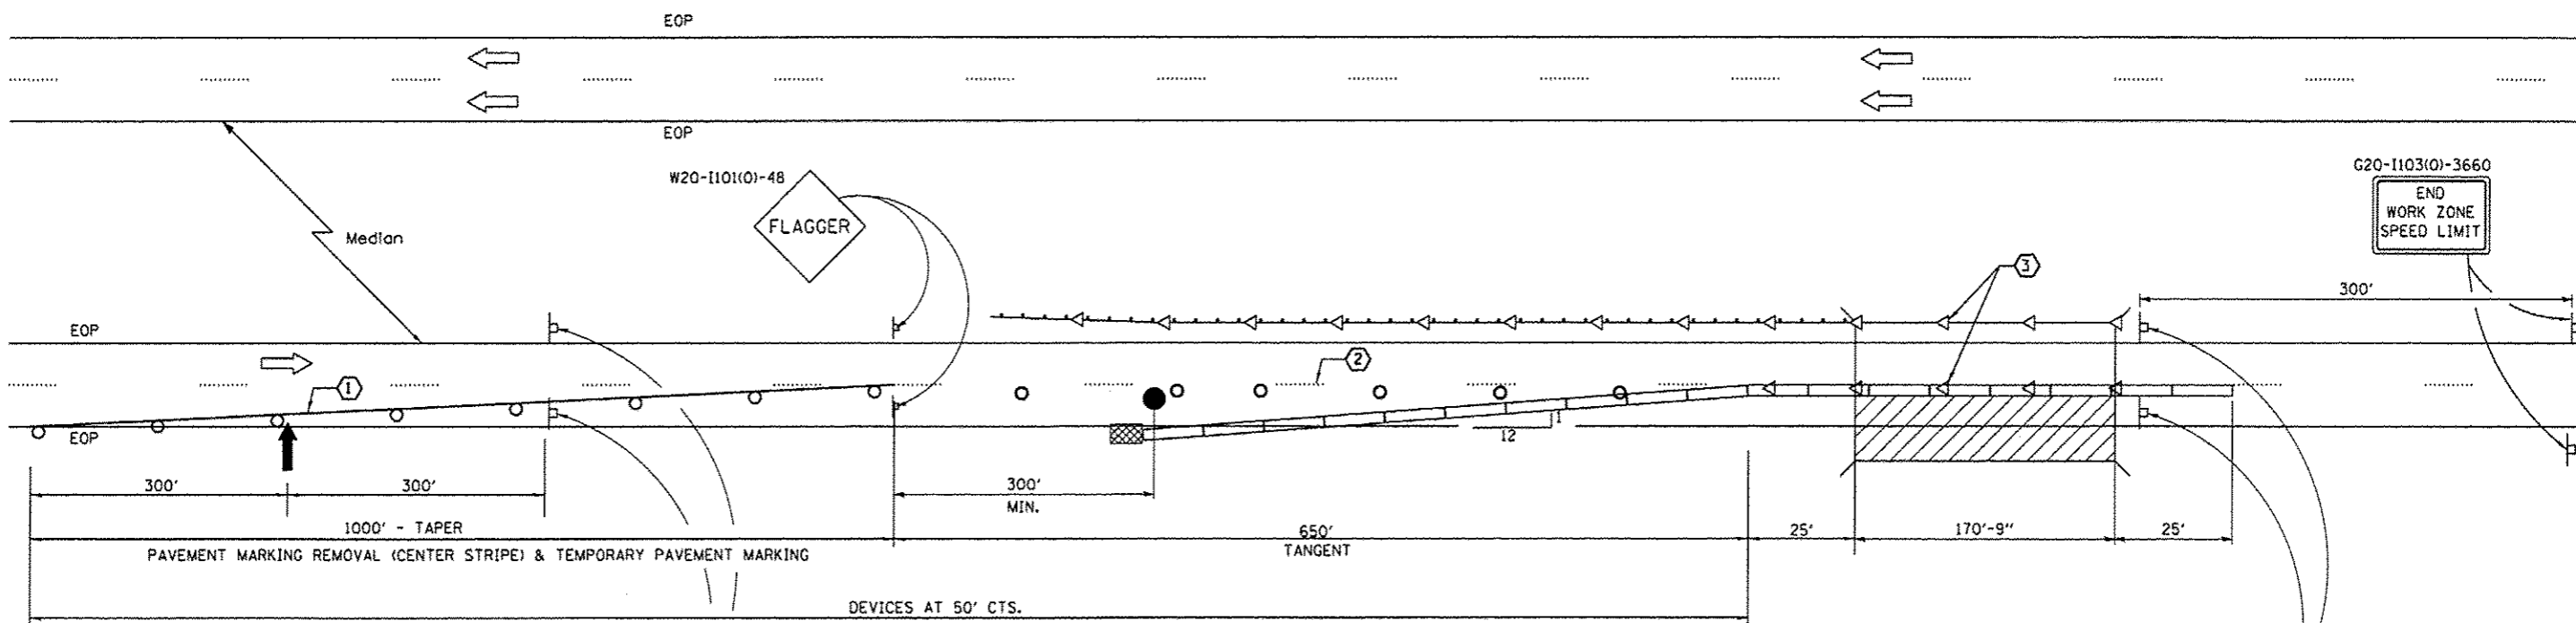 EOP
EOP
W20-I101(O)-48
FLAGGER
G20-I103(O)-3660
END
WORK ZONE
SPEED LIMIT
Median
3
300'
EOP
2
1
EOP
1
12
300'
300'
300'
MIN.
1000' - TAPER
650'
TANGENT
25'
170'-9"
25'
PAVEMENT MARKING REMOVAL (CENTER STRIPE) & TEMPORARY PAVEMENT MARKING
DEVICES AT 50' CTS.